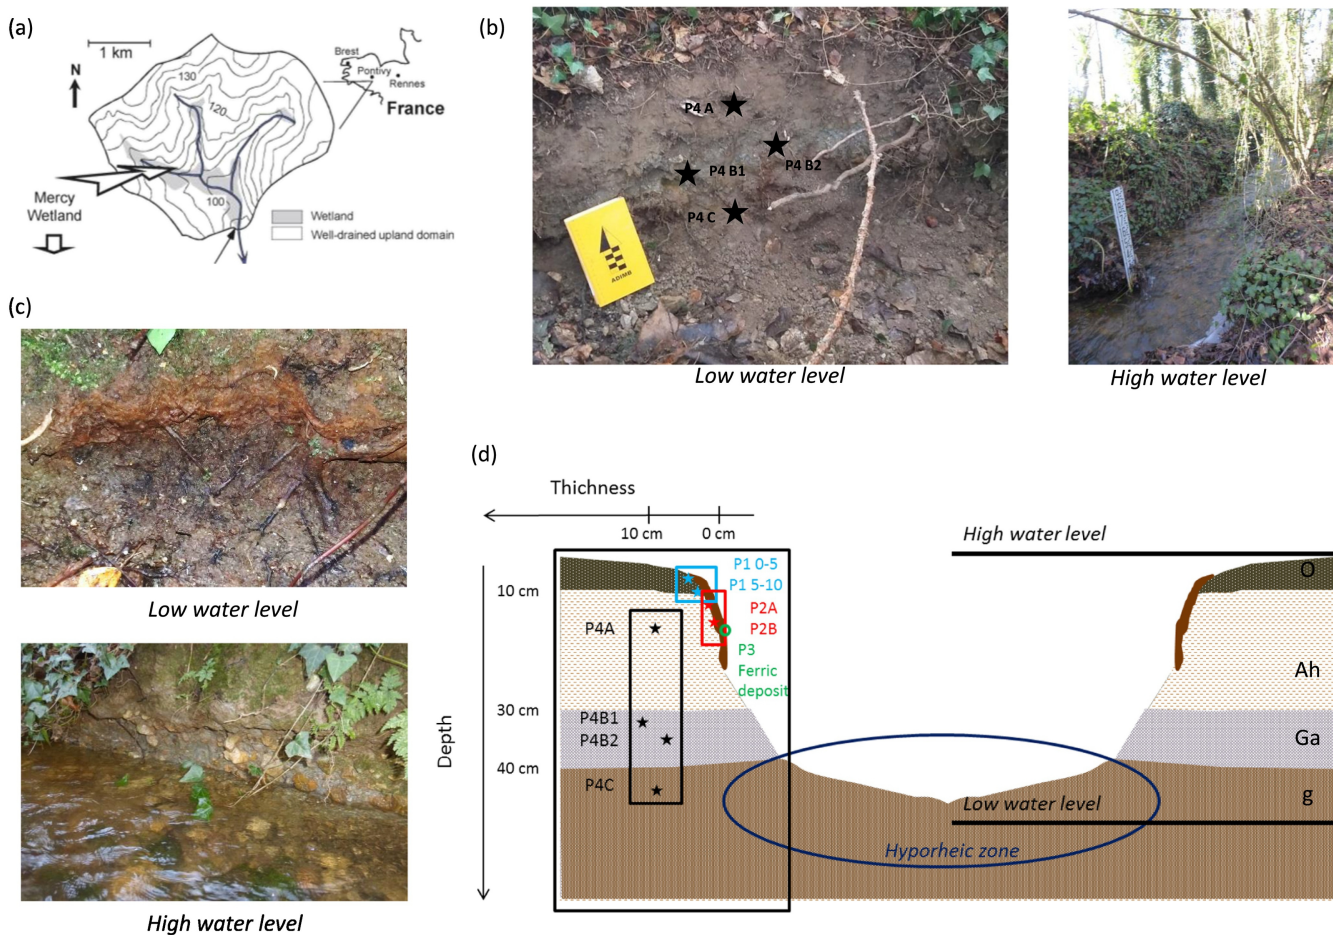 (a)
1 km
N
130
120
100
Brest
Pontivy
Rennes
France
Mercy
Wetland
Wetland
Well-drained upland domain
(b)
P4 A
P4 B2
P4 B1
P4 C
ADIMB
Low water level
High water level
(c)
Low water level
High water level
(d)
Thichness
10 cm
0 cm
High water level
P1 0-5
P1 5-10
O
10 cm
P2A
P4A
P2B
P3
Ferric
deposit
Ah
30 cm
P4B1
P4B2
Ga
Depth
40 cm
P4C
Low water level
g
Hyporheic zone